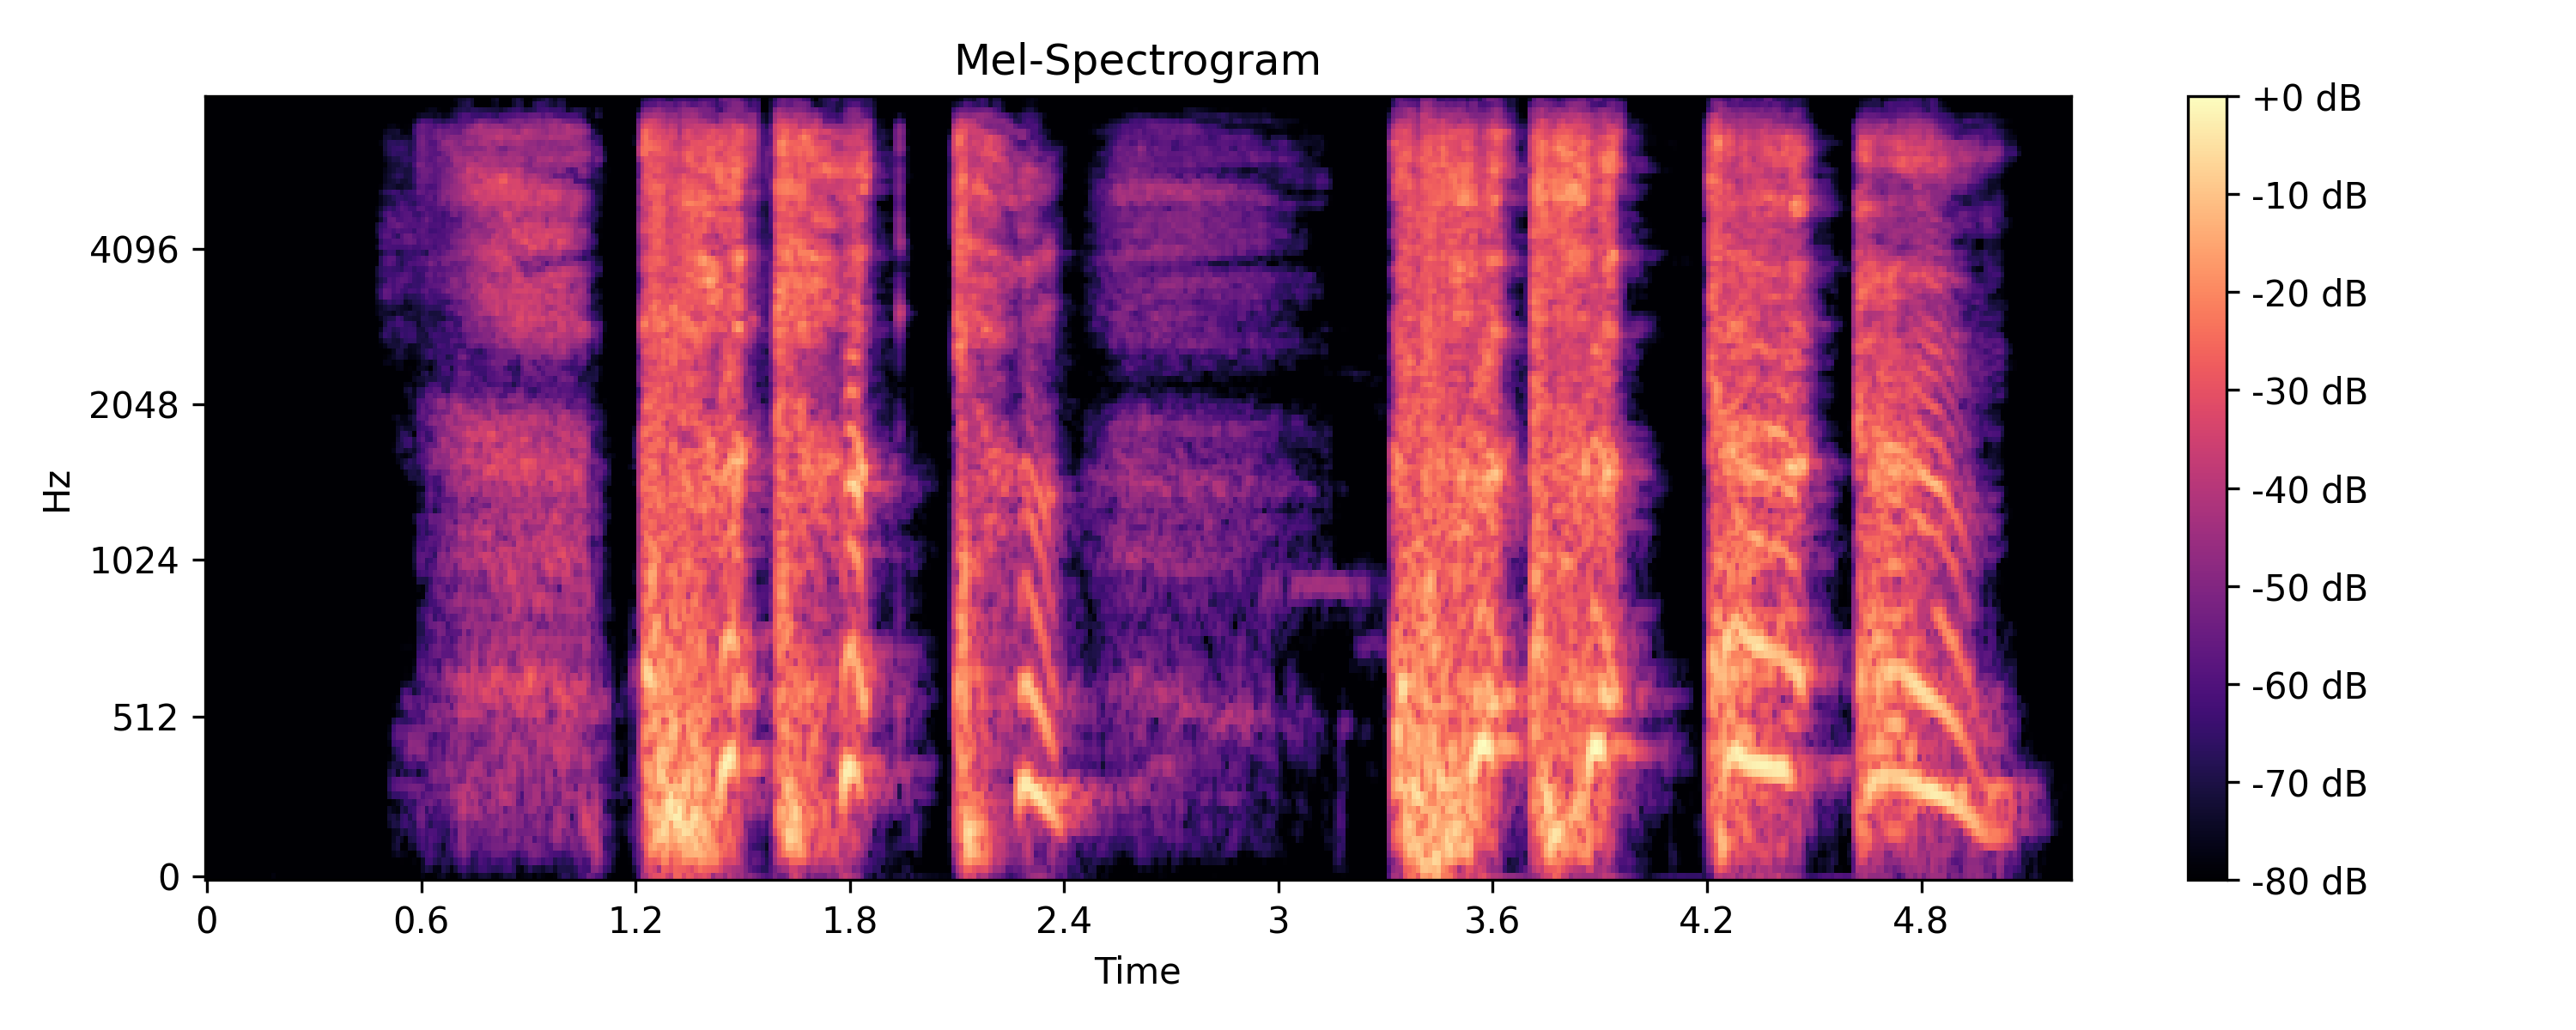 Mel-Spectrogram
+0 dB
-10 dB
-20 dB
-30 dB
-40 dB
-50 dB
-60 dB
-70 dB
-80 dB
Hz
4096
2048
1024
512
0
0 0.6 1.2 1.8 2.4 3 3.6 4.2 4.8
Time